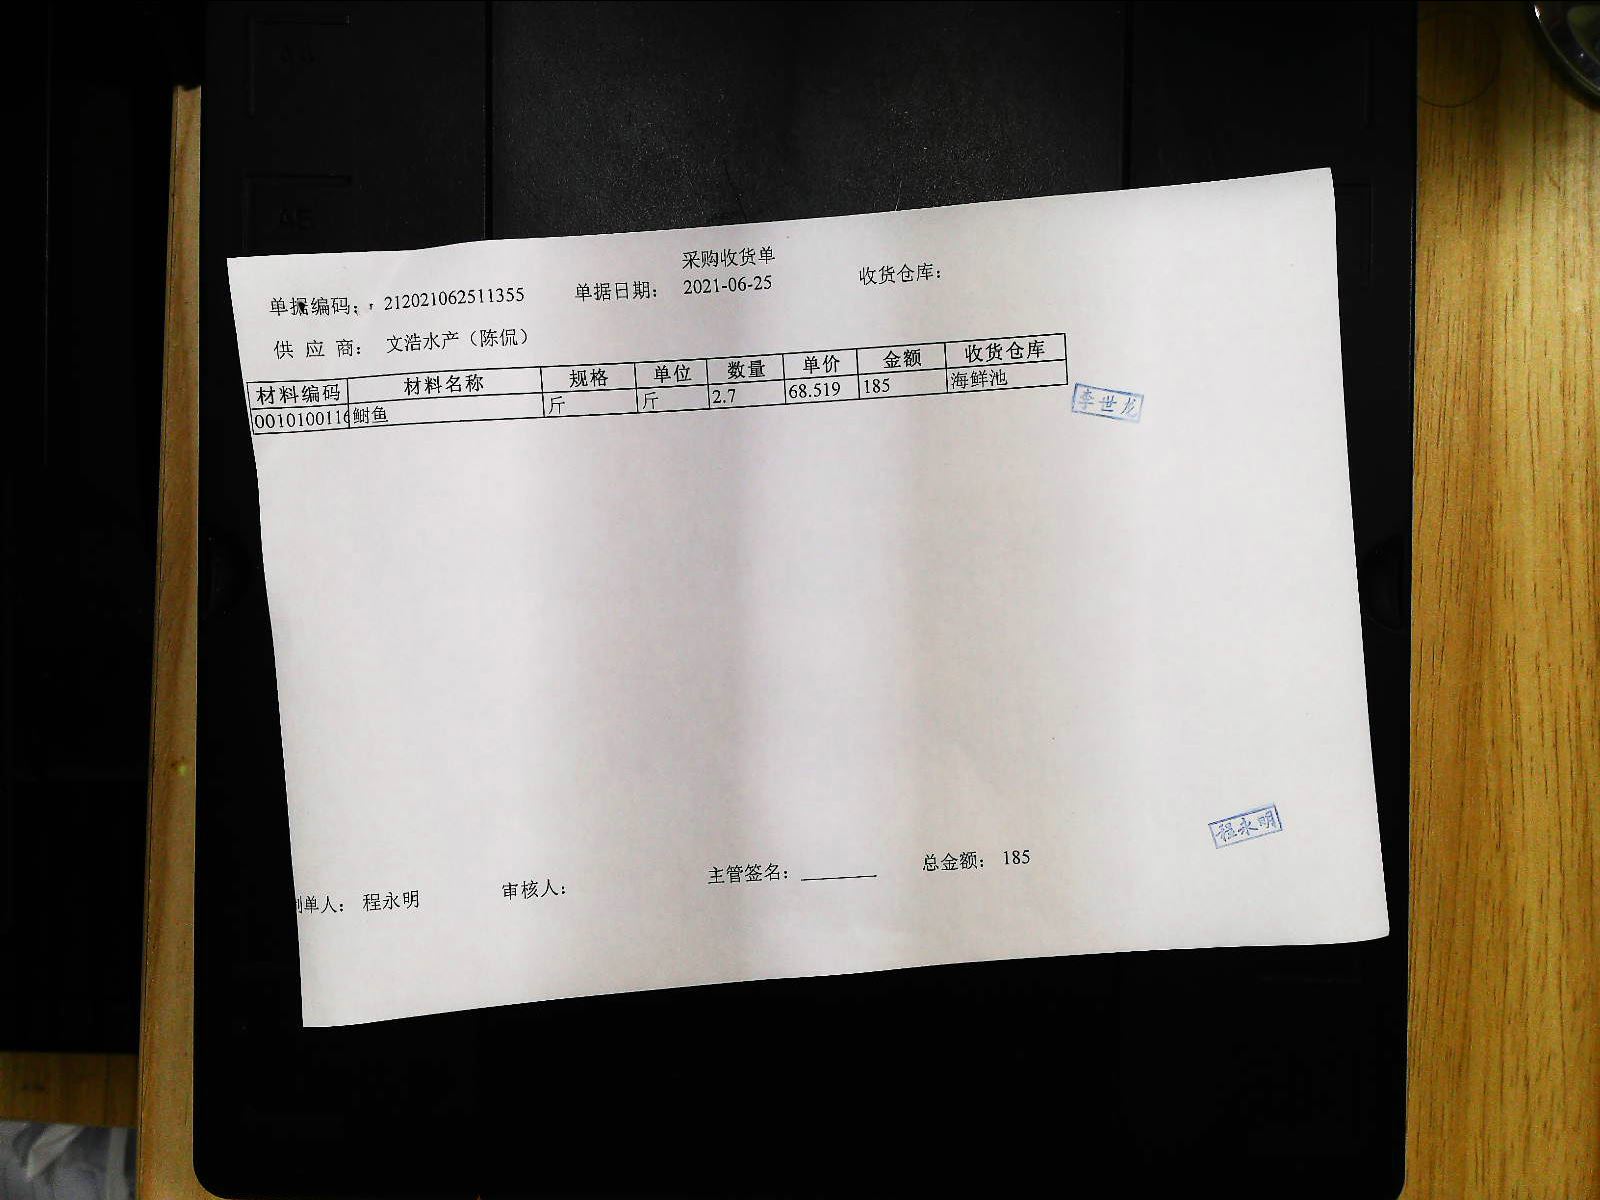 采购收货单
单据编码： 212021062511355 单据日期： 2021-06-25 收货仓库：
供 应 商： 文浩水产（陈侃）
材料编码 材料名称 规格 单位 数量 单价 金额 收货仓库
0010100116 鲥鱼 斤 斤 2.7 68.519 185 海鲜池
李世龙
程永明
制单人： 程永明 审核人： 主管签名： 总金额： 185